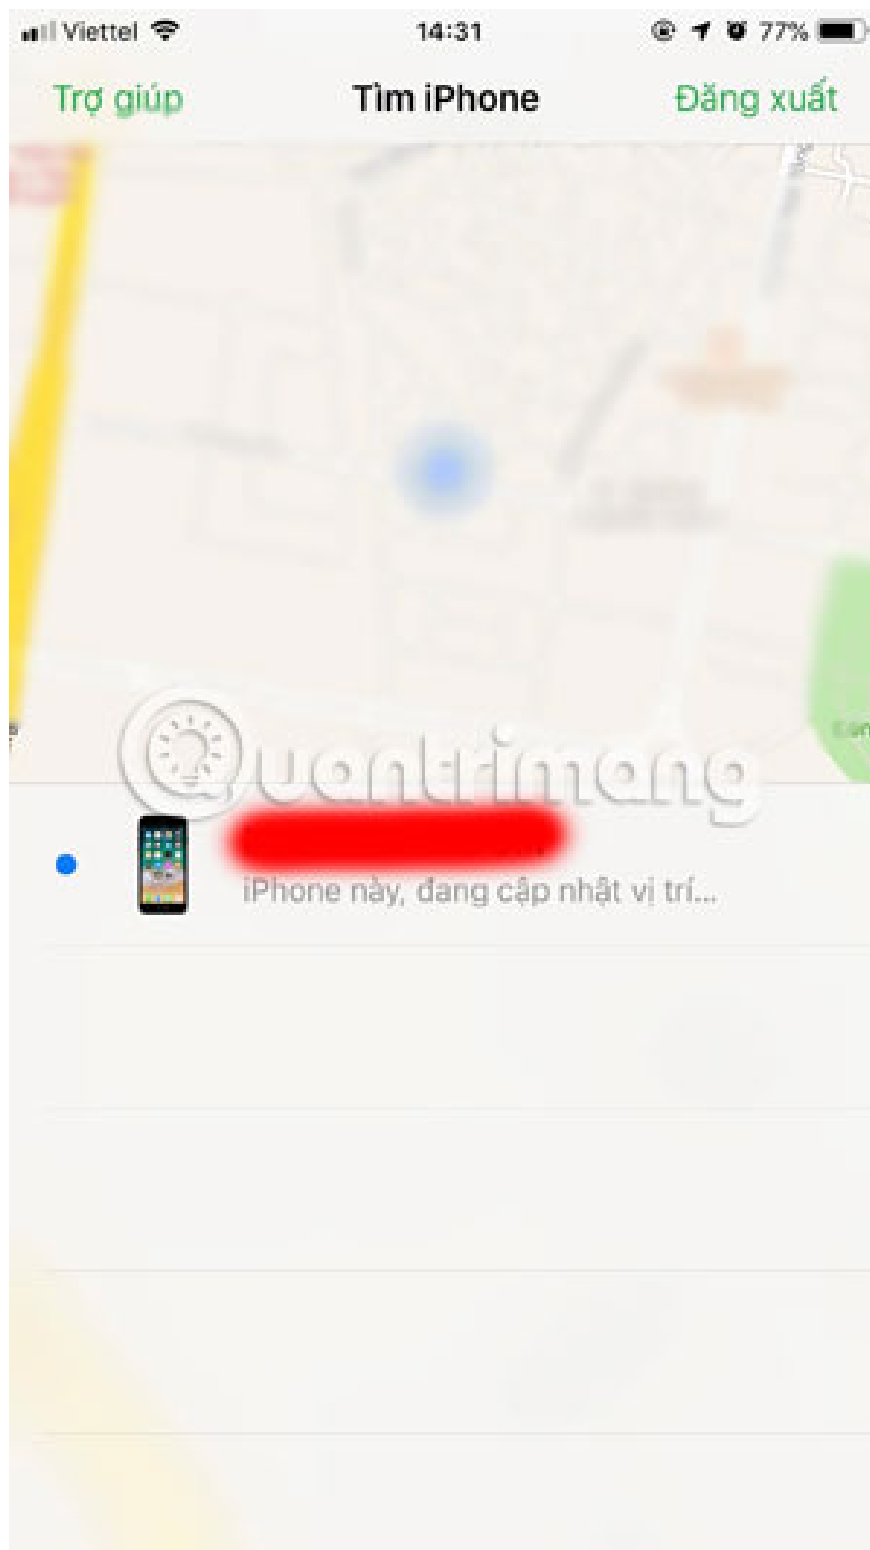 Viettel 14:31 77%
Trợ giúp Tìm iPhone Đăng xuất
Quantrimang
iPhone này, đang cập nhật vị trí...